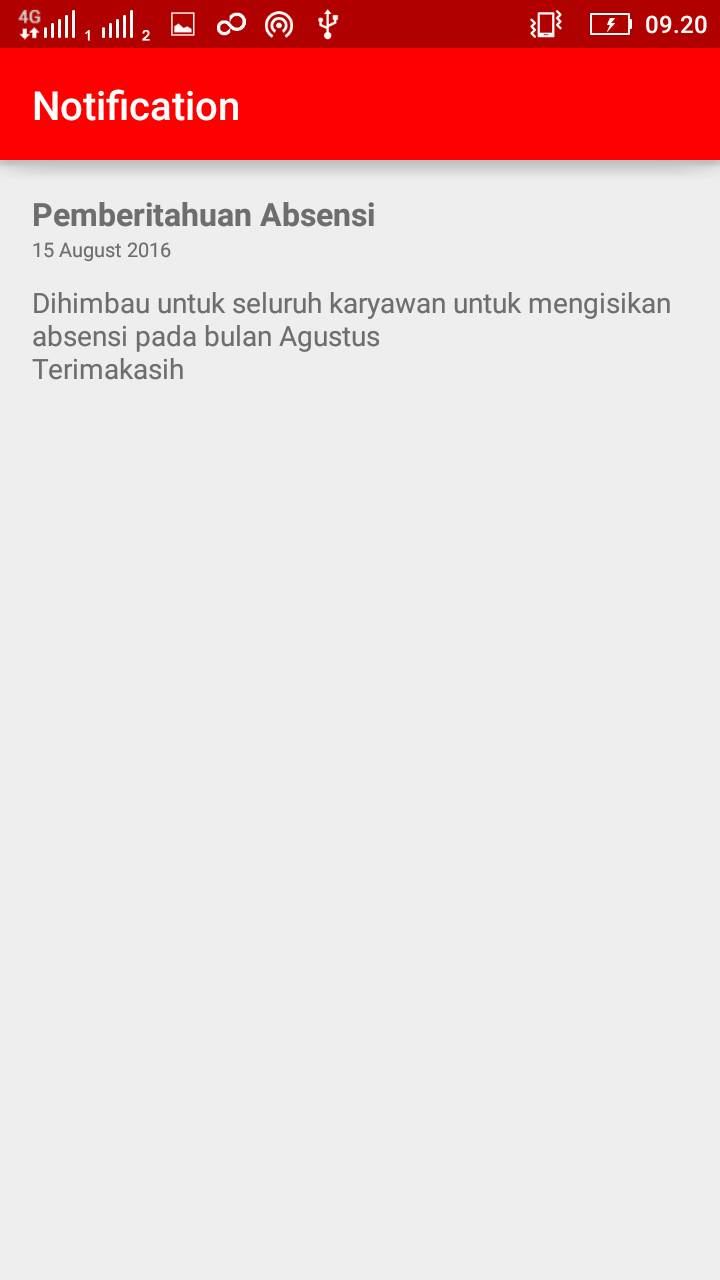 4G 1 2 09.20
Notification
Pemberitahuan Absensi
15 August 2016
Dihimbau untuk seluruh karyawan untuk mengisikan
absensi pada bulan Agustus
Terimakasih